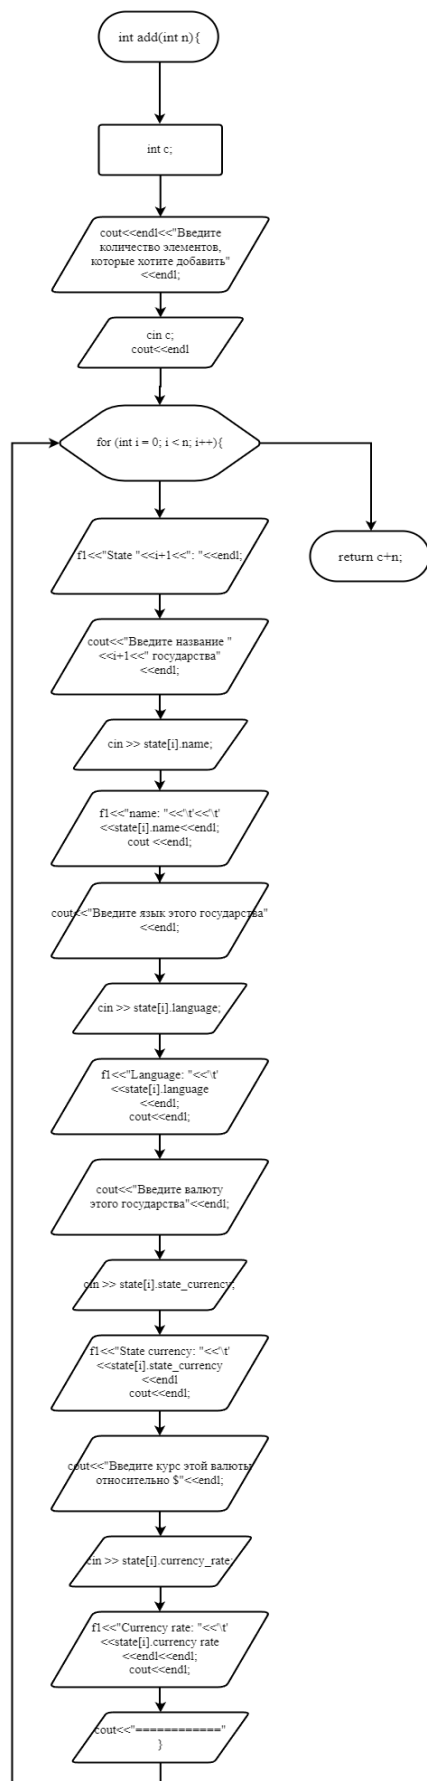 int add(int n){
int c;
cout<<endl<<"Введите
количество элементов,
которые хотите добавить"
<<endl;
cin c;
cout<<endl
for (int i = 0; i < n; i++){
return c+n;
f1<<"State "<<i+1<<": "<<endl;
cout<<"Введите название "
<<i+1<<" государства"
<<endl;
cin >> state[i].name;
f1<<"name: "<<'\t'<<'\t'
<<state[i].name<<endl;
cout <<endl;
cout<<"Введите язык этого государства"
<<endl;
cin >> state[i].language;
f1<<"Language: "<<'\t'
<<state[i].language
<<endl;
cout<<endl;
cout<<"Введите валюту
этого государства"<<endl;
cin >> state[i].state_currency;
f1<<"State currency: "<<'\t'
<<state[i].state_currency
<<endl
cout<<endl;
cout<<"Введите курс этой валюты
относительно $"<<endl;
cin >> state[i].currency_rate;
f1<<"Currency rate: "<<'\t'
<<state[i].currency rate
<<endl<<endl;
cout<<endl;
cout<<"============"
}